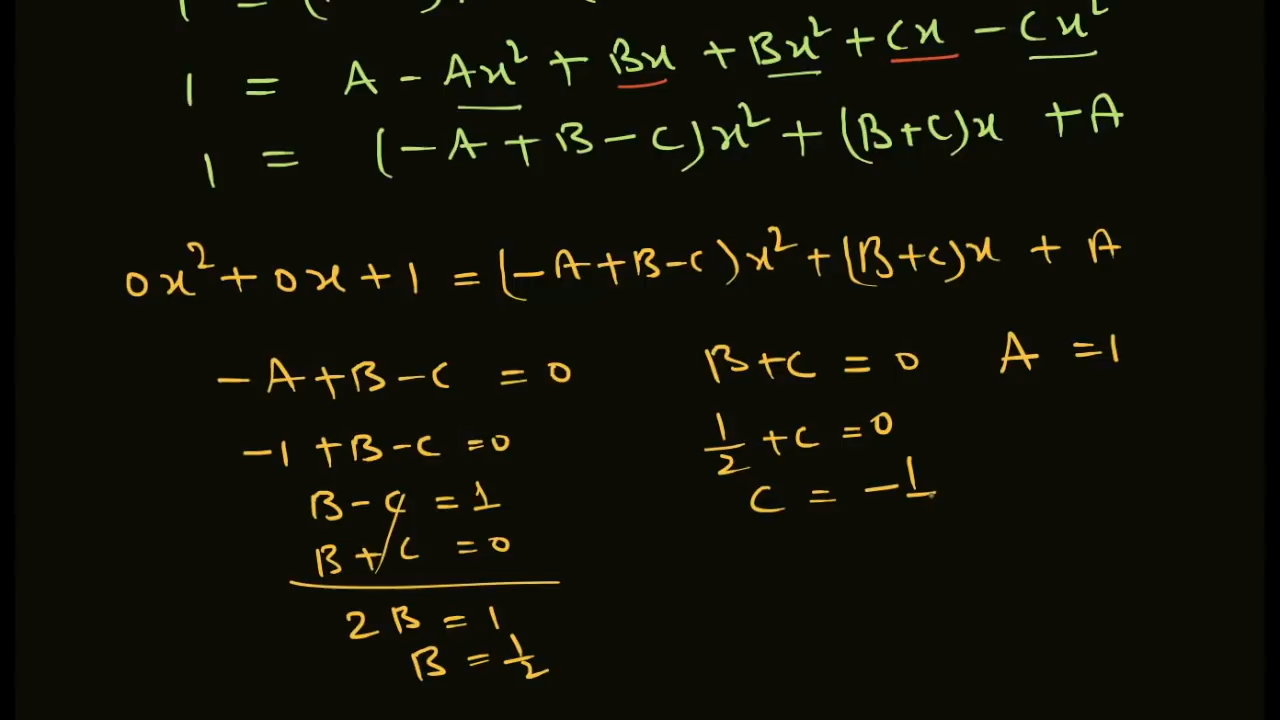 1 = A - Ax² + Bx + Bx² + Cx - Cx²
1 = (-A + B - C)x² + (B+C)x + A
0x² + 0x + 1 = (-A+B-C)x² + (B+C)x + A
-A+B-C = 0
B+C = 0
A = 1
-1+B-C = 0
1/2 + C = 0
B-C = 1
C = -1
B+C = 0
2B = 1
B = 1/2